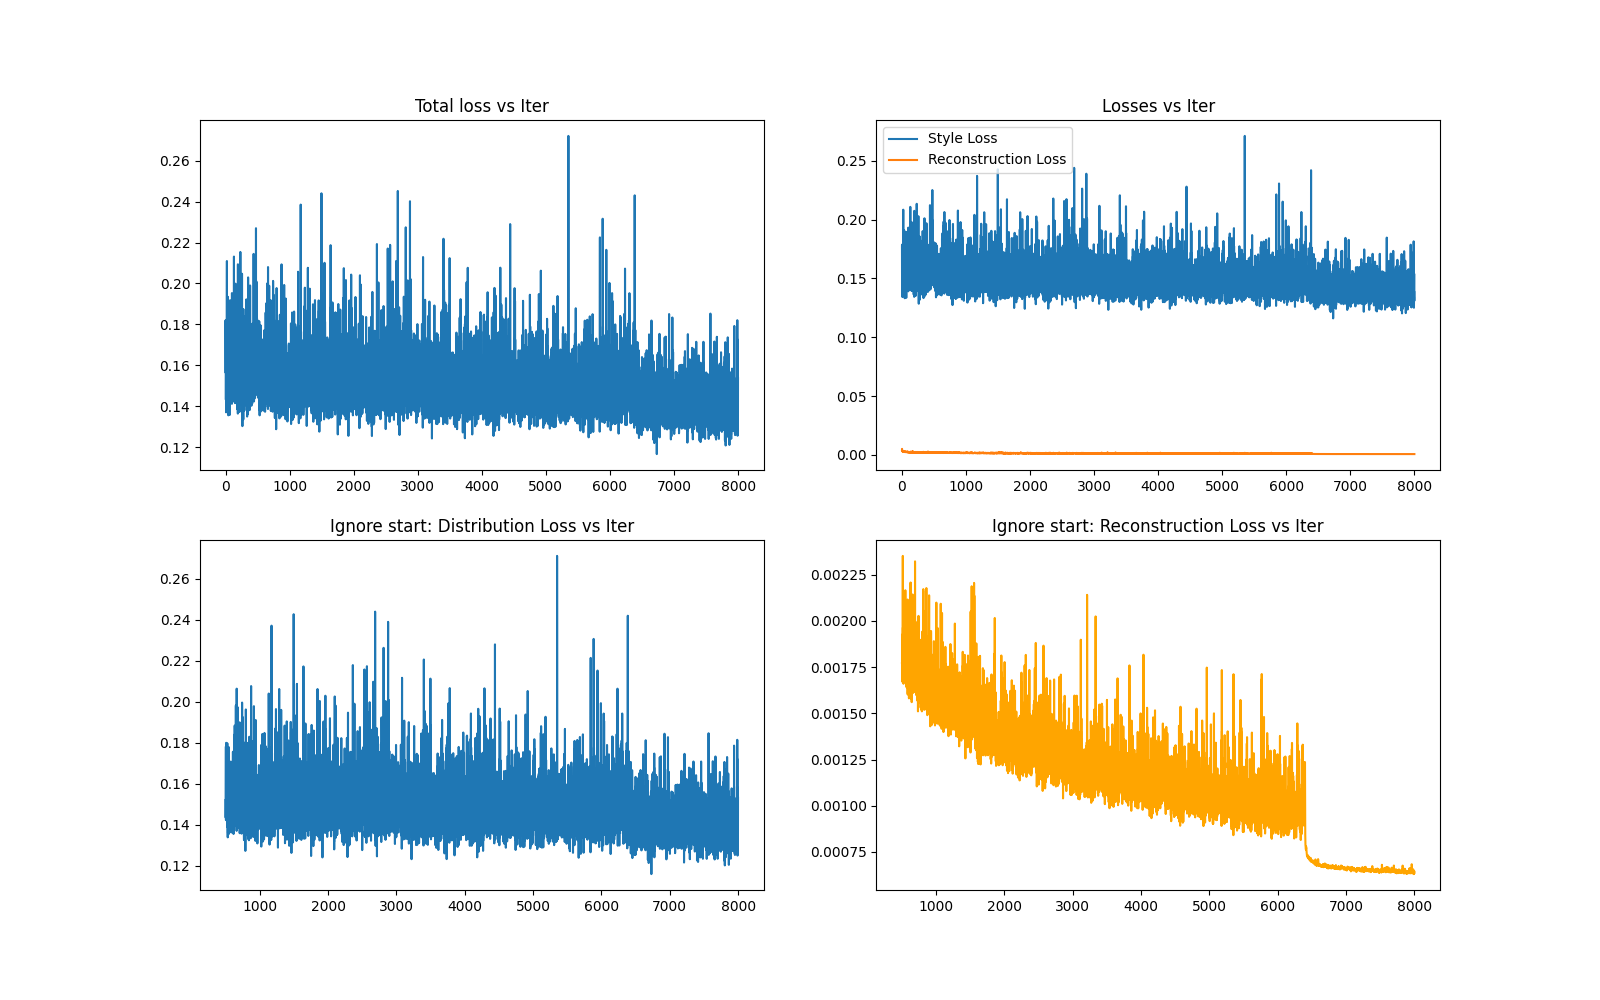 Total loss vs Iter
0.26
0.24
0.22
0.20
0.18
0.16
0.14
0.12
0 1000 2000 3000 4000 5000 6000 7000 8000
Losses vs Iter
Style Loss
Reconstruction Loss
0.25
0.20
0.15
0.10
0.05
0.00
0 1000 2000 3000 4000 5000 6000 7000 8000
Ignore start: Distribution Loss vs Iter
0.26
0.24
0.22
0.20
0.18
0.16
0.14
0.12
1000 2000 3000 4000 5000 6000 7000 8000
Ignore start: Reconstruction Loss vs Iter
0.00225
0.00200
0.00175
0.00150
0.00125
0.00100
0.00075
1000 2000 3000 4000 5000 6000 7000 8000